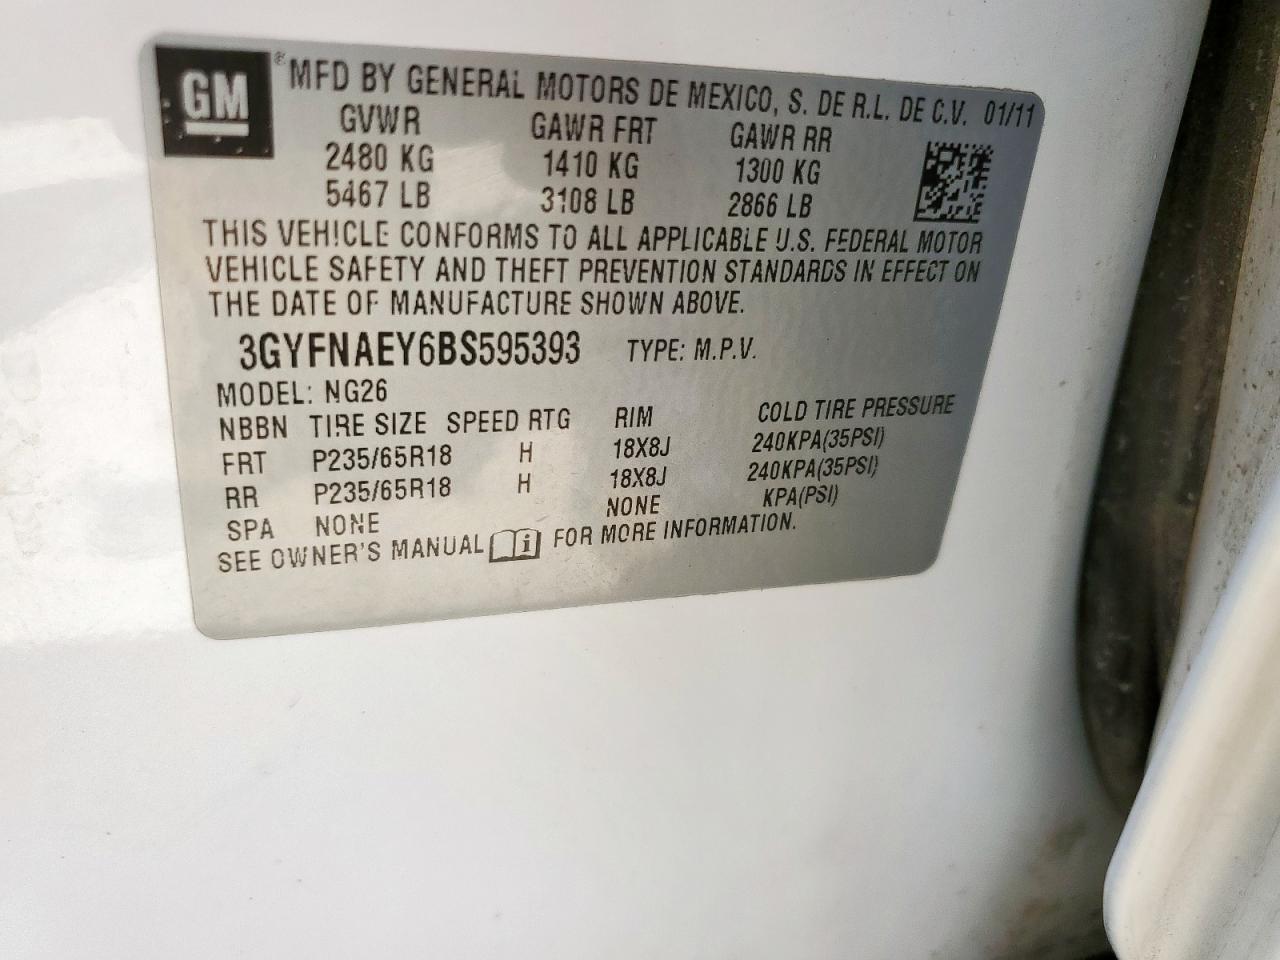 GM ® MFD BY GENERAL MOTORS DE MEXICO, S. DE R.L. DE C.V. 01/11
GVWR GAWR FRT GAWR RR
2480 KG 1410 KG 1300 KG
5467 LB 3108 LB 2866 LB
THIS VEHICLE CONFORMS TO ALL APPLICABLE U.S. FEDERAL MOTOR
VEHICLE SAFETY AND THEFT PREVENTION STANDARDS IN EFFECT ON
THE DATE OF MANUFACTURE SHOWN ABOVE.
3GYFNAEY6BS595393 TYPE: M.P.V.
MODEL: NG26
NBBN TIRE SIZE SPEED RTG RIM COLD TIRE PRESSURE
FRT P235/65R18 H 18X8J 240KPA(35PSI)
RR P235/65R18 H 18X8J 240KPA(35PSI)
SPA NONE NONE KPA(PSI)
SEE OWNER'S MANUAL i FOR MORE INFORMATION.